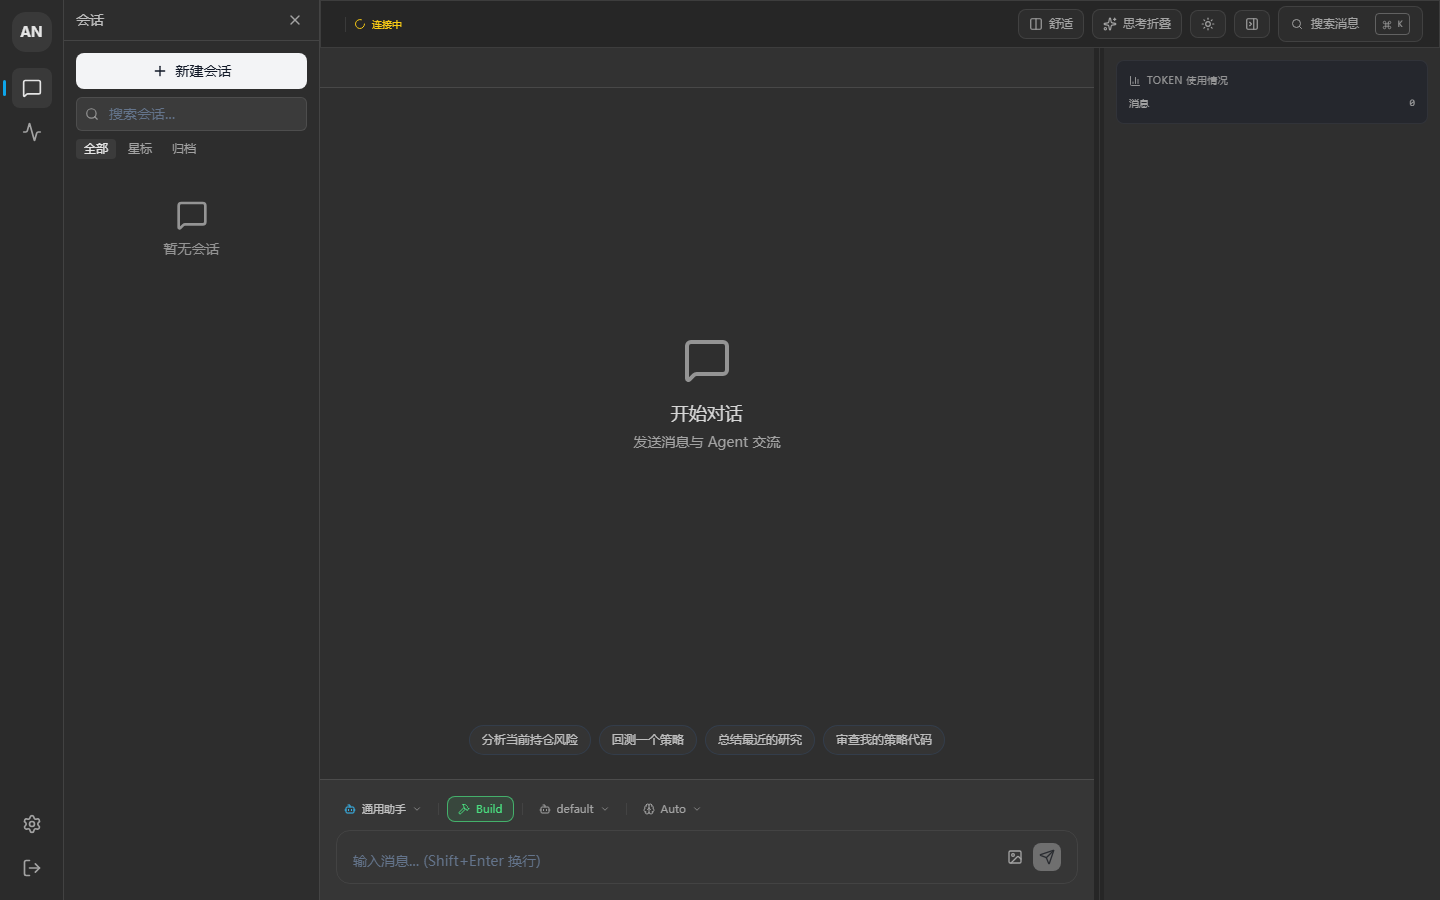 AN
会话
新建会话
搜索会话...
全部 星标 归档
暂无会话
连接中
舒适
思考折叠
搜索消息 ⌘ K
开始对话
发送消息与 Agent 交流
分析当前持仓风险
回测一个策略
总结最近的研究
审查我的策略代码
通用助手
Build
default
Auto
输入消息... (Shift+Enter 换行)
TOKEN 使用情况
消息 0